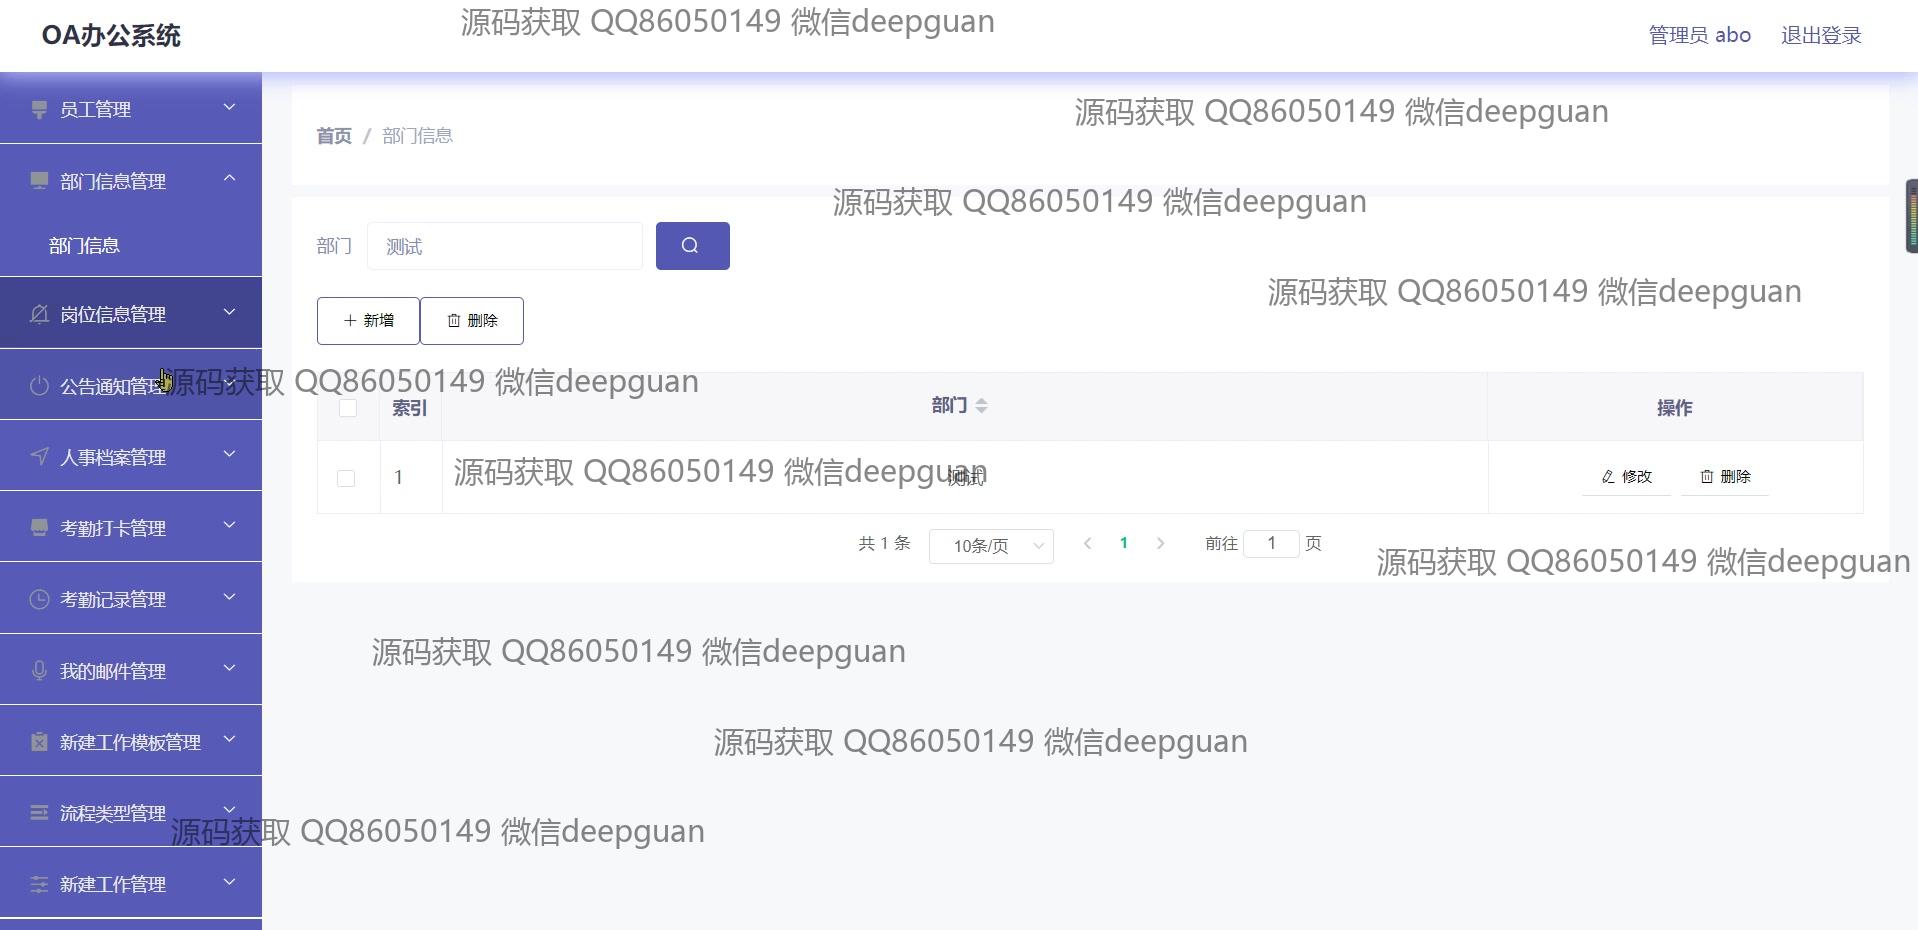 OA办公系统
源码获取 QQ86050149 微信deepguan
管理员 abo
退出登录
员工管理
部门信息管理
部门信息
岗位信息管理
公告通知管理
人事档案管理
考勤打卡管理
考勤记录管理
我的邮件管理
新建工作模板管理
流程类型管理
新建工作管理
源码获取 QQ86050149 微信deepguan
首页 / 部门信息
源码获取 QQ86050149 微信deepguan
部门 测试
源码获取 QQ86050149 微信deepguan
新增 删除
源码获取 QQ86050149 微信deepguan
索引 部门 操作
源码获取 QQ86050149 微信deepguan
1 测试 修改 删除
共 1 条 10条/页 1 前往 1 页
源码获取 QQ86050149 微信deepguan
源码获取 QQ86050149 微信deepguan
源码获取 QQ86050149 微信deepguan
源码获取 QQ86050149 微信deepguan